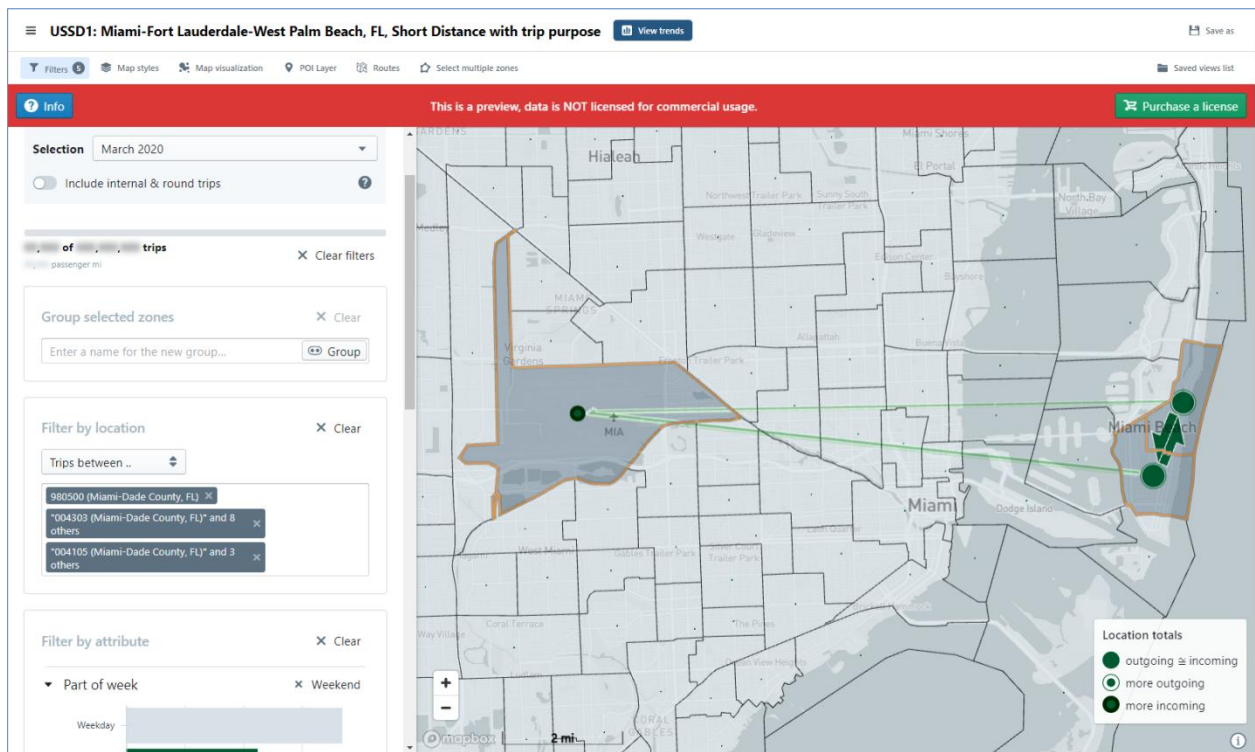 USSD1: Miami-Fort Lauderdale-West Palm Beach, FL, Short Distance with trip purpose
View trends
Save as
Filters 5
Map styles
Map visualization
POI Layer
Routes
Select multiple zones
Saved views list
Info
This is a preview, data is NOT licensed for commercial usage.
Purchase a license
Selection
March 2020
Include internal & round trips
of
trips
passenger mi
Clear filters
Group selected zones
Clear
Enter a name for the new group...
Group
Filter by location
Clear
Trips between ..
980500 (Miami-Dade County, FL)
"004303 (Miami-Dade County, FL)" and 8
others
"004105 (Miami-Dade County, FL)" and 3
others
Filter by attribute
Clear
Part of week
Weekend
Weekday
Hialeah
Miami Shores
El Portal
Northwest Trailer Park
Sunny South
Trailer Park
North Bay
Village
Medley
Westgate
Gladeview
Bayshore
MIAMI
SPRINGS
Virginia
Gardens
Trailer Park
Allapattah
Buena Vista
MIA
Miami Beach
Miami
Dodge Island
West Miami
Gables Trailer Park
Silver Court
Trailer Park
Coral Terrace
The Pines
Way Village
CORAL
GABLES
+
−
mapbox
2 mi
Location totals
outgoing ≅ incoming
more outgoing
more incoming